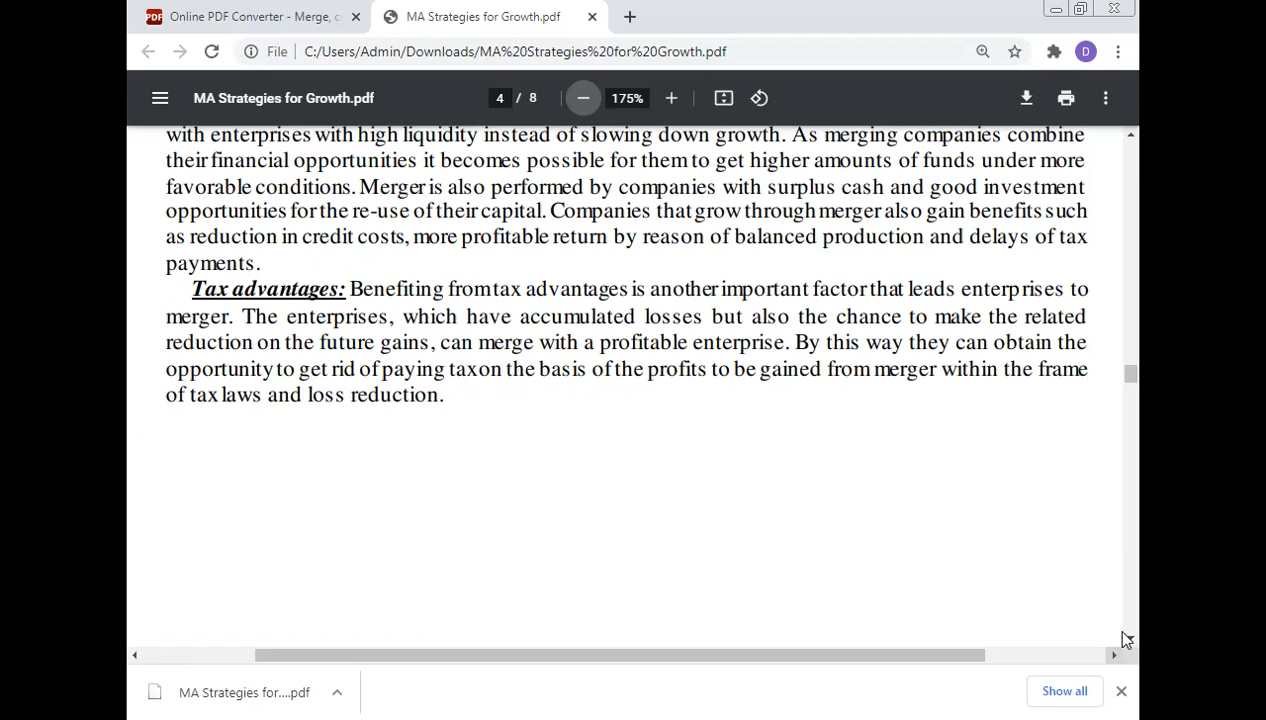 Online PDF Converter - Merge, c
MA Strategies for Growth.pdf
File
C:/Users/Admin/Downloads/MA%20Strategies%20for%20Growth.pdf
D
MA Strategies for Growth.pdf
4 / 8
175%
with enterprises with high liquidity instead of slowing down growth. As merging companies combine
their financial opportunities it becomes possible for them to get higher amounts of funds under more
favorable conditions. Merger is also performed by companies with surplus cash and good investment
opportunities for the re-use of their capital. Companies that grow through merger also gain benefits such
as reduction in credit costs, more profitable return by reason of balanced production and delays of tax
payments.
Tax advantages: Benefiting from tax advantages is another important factor that leads enterprises to
merger. The enterprises, which have accumulated losses but also the chance to make the related
reduction on the future gains, can merge with a profitable enterprise. By this way they can obtain the
opportunity to get rid of paying tax on the basis of the profits to be gained from merger within the frame
of tax laws and loss reduction.
MA Strategies for....pdf
Show all